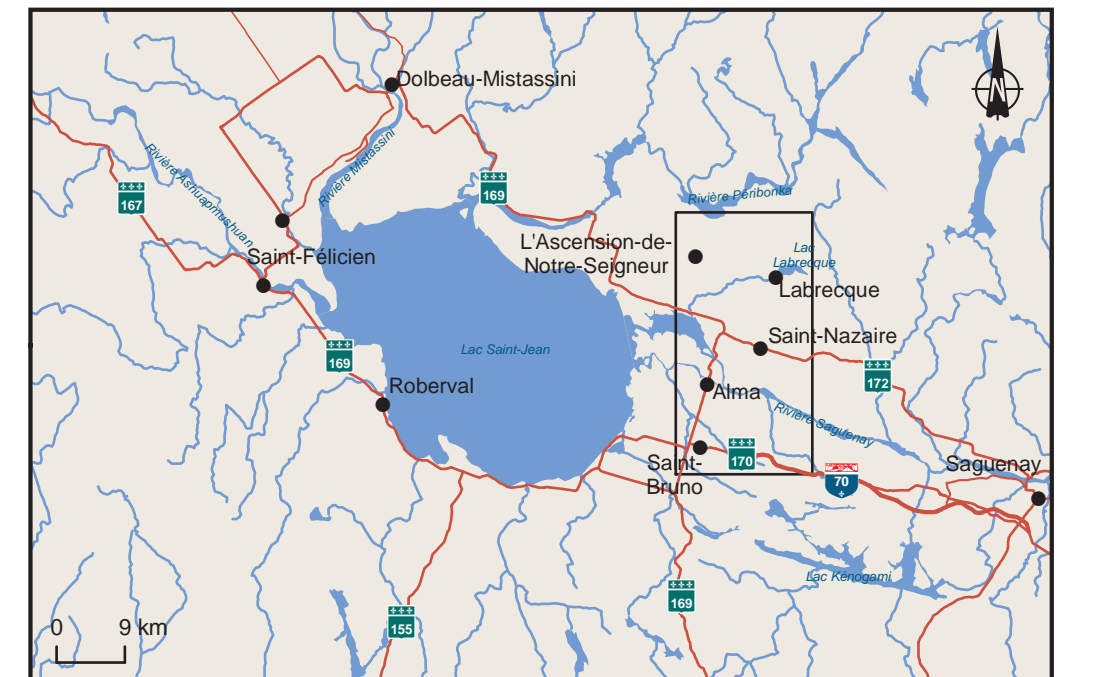 Dolbeau-Mistassini
Rivière Ashuapmushuan
Rivière Mistassini
167
169
Rivière Péribonka
L'Ascension-de-
Notre-Seigneur
Lac
Labrecque
Labrecque
Saint-Félicien
N
Saint-Nazaire
Lac Saint-Jean
169
172
Roberval
Alma
Rivière Saguenay
Saint-
Bruno
170
70
Saguenay
Lac Kénogami
169
155
0 9 km